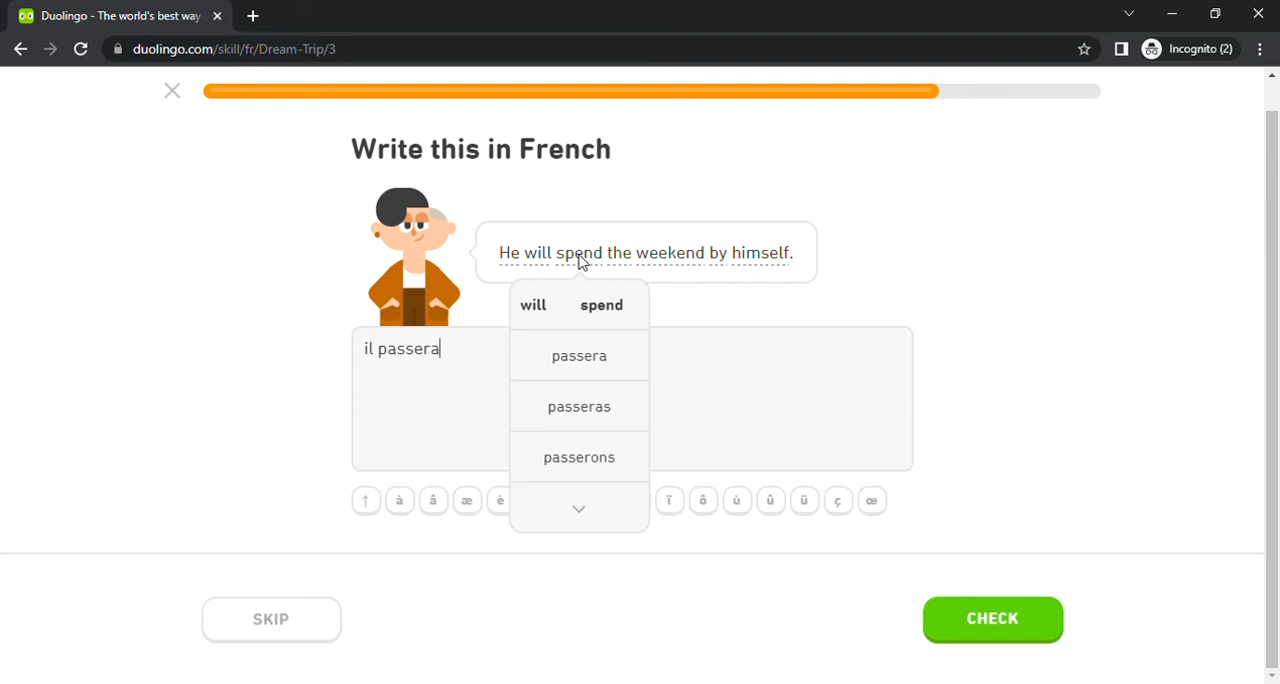 Duolingo - The world's best way
duolingo.com/skill/fr/Dream-Trip/3
Incognito (2)
Write this in French
He will spend the weekend by himself.
will spend
il passera
passera
passeras
passerons
↑ à â æ è ï ô ù û ü ç œ
SKIP
CHECK